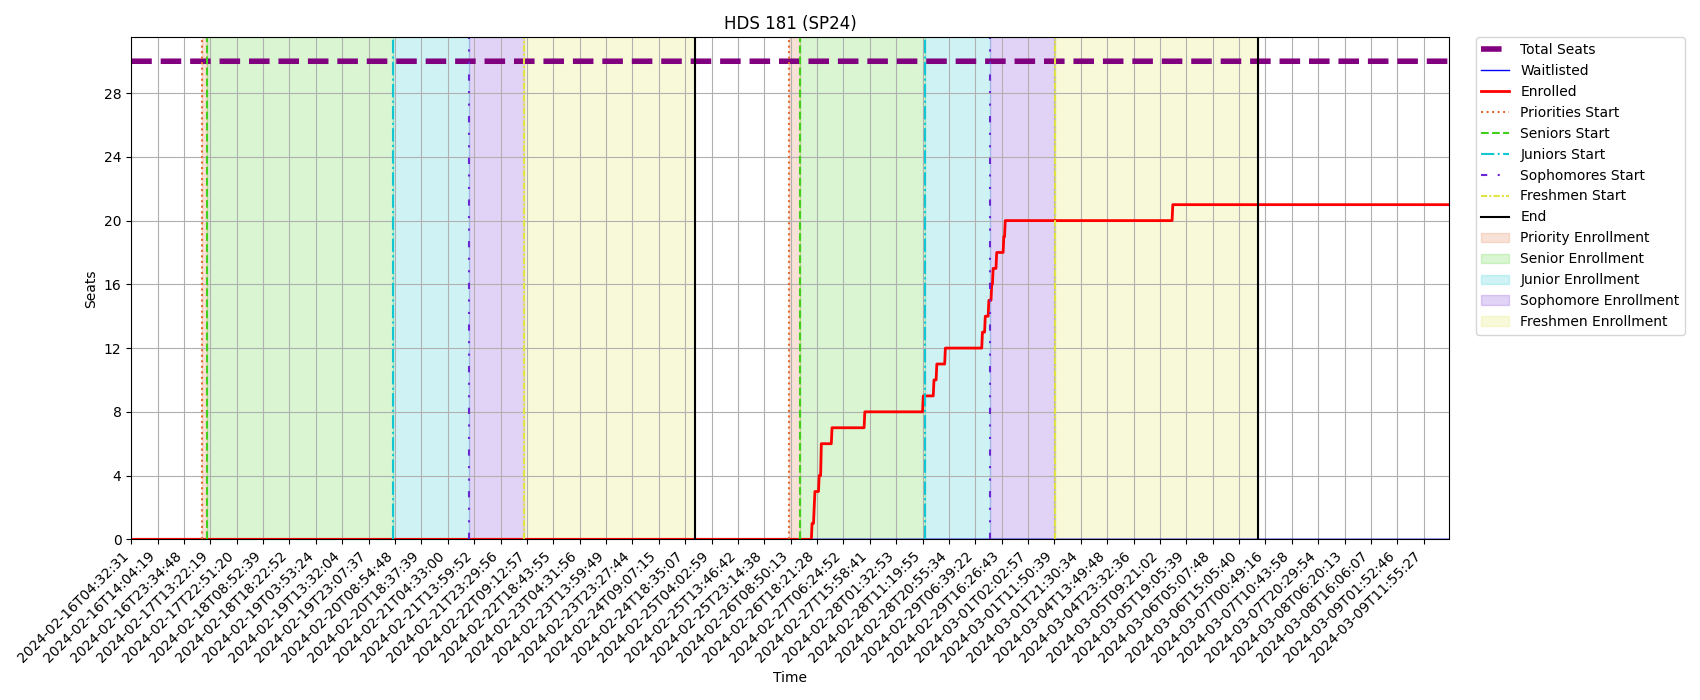 HDS 181 (SP24)
Total Seats
Waitlisted
Enrolled
Priorities Start
Seniors Start
Juniors Start
Sophomores Start
Freshmen Start
End
Priority Enrollment
Senior Enrollment
Junior Enrollment
Sophomore Enrollment
Freshmen Enrollment
Seats
28
24
20
16
12
8
4
0
2024-02-16T04:32:31
2024-02-16T14:04:19
2024-02-16T23:34:48
2024-02-17T13:22:19
2024-02-17T22:51:20
2024-02-18T08:52:39
2024-02-18T18:22:52
2024-02-19T03:53:24
2024-02-19T13:32:04
2024-02-19T23:07:37
2024-02-20T08:54:48
2024-02-20T18:37:39
2024-02-21T04:33:00
2024-02-21T13:59:52
2024-02-21T23:29:56
2024-02-22T09:12:57
2024-02-22T18:43:55
2024-02-23T04:31:56
2024-02-23T13:59:49
2024-02-23T23:27:44
2024-02-24T09:07:15
2024-02-24T18:35:07
2024-02-25T04:02:59
2024-02-25T13:46:42
2024-02-25T23:14:38
2024-02-26T08:50:13
2024-02-26T18:21:28
2024-02-27T06:24:52
2024-02-27T15:58:41
2024-02-28T01:32:53
2024-02-28T11:19:55
2024-02-28T20:55:34
2024-02-29T06:39:22
2024-02-29T16:26:43
2024-03-01T02:02:57
2024-03-01T11:50:39
2024-03-01T21:30:34
2024-03-04T13:49:48
2024-03-04T23:32:36
2024-03-05T09:21:02
2024-03-05T19:05:39
2024-03-06T05:07:48
2024-03-06T15:05:40
2024-03-07T00:49:16
2024-03-07T10:43:58
2024-03-07T20:29:54
2024-03-08T06:20:13
2024-03-08T16:06:07
2024-03-09T01:52:46
2024-03-09T11:55:27
Time